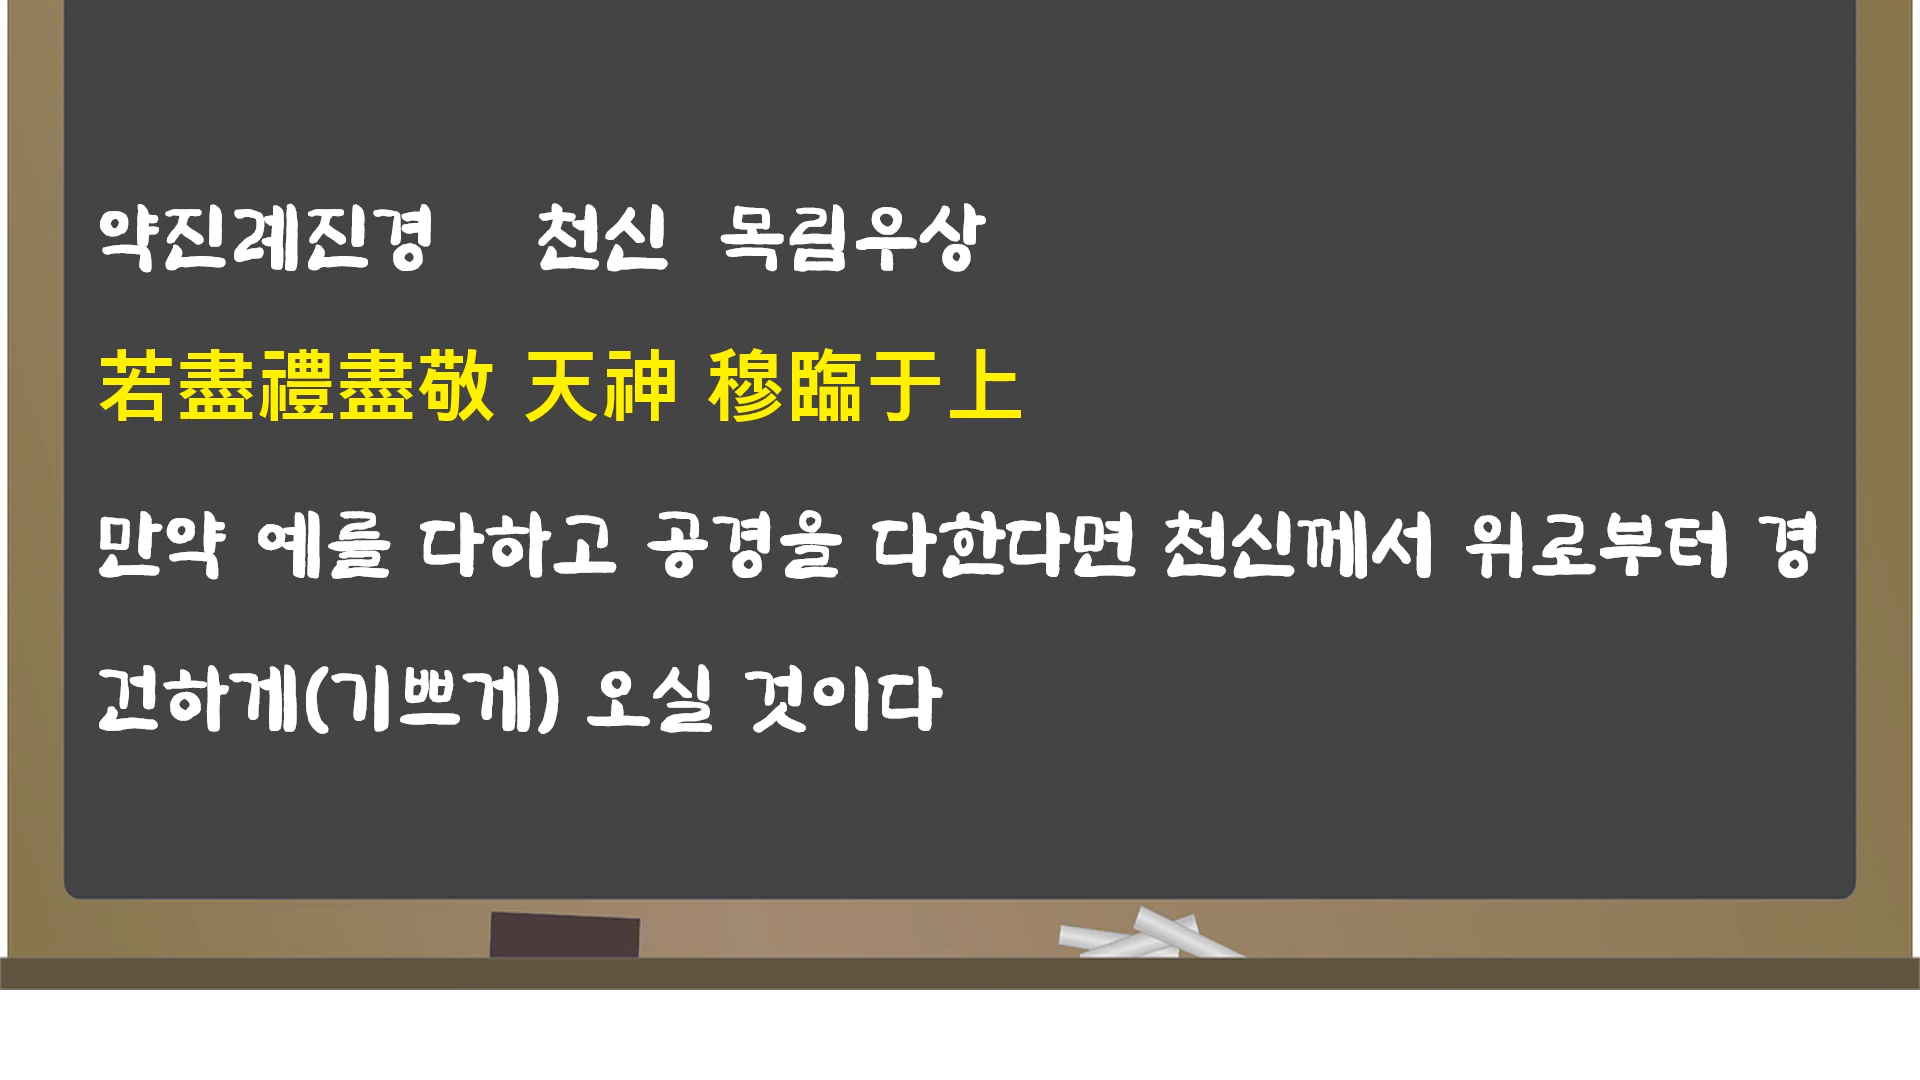 약진례진경 천신 목림우상
若盡禮盡敬 天神 穆臨于上
만약 예를 다하고 공경을 다한다면 천신께서 위로부터 경
건하게(기쁘게) 오실 것이다